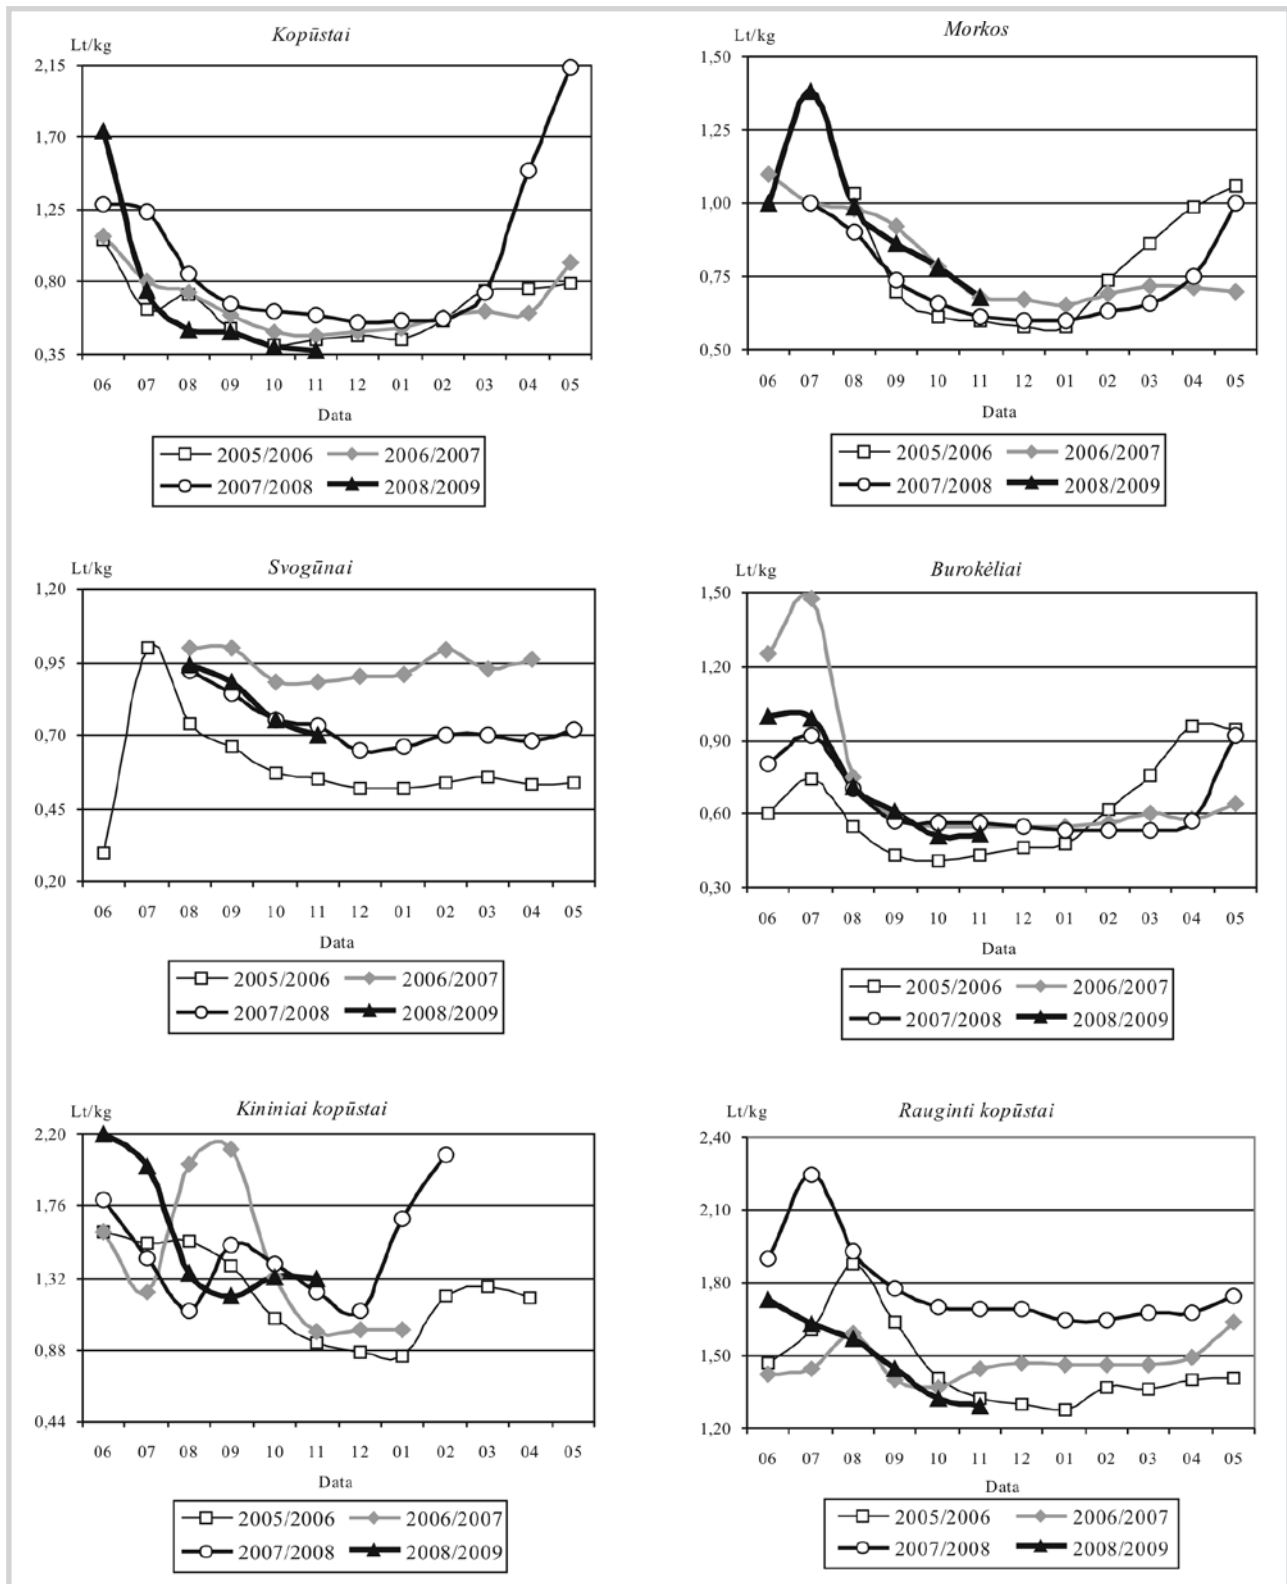 Kopūstai
Lt/kg
2,15
1,70
1,25
0,80
0,35
06 07 08 09 10 11 12 01 02 03 04 05
Data
2005/2006 2006/2007
2007/2008 2008/2009
Morkos
Lt/kg
1,50
1,25
1,00
0,75
0,50
06 07 08 09 10 11 12 01 02 03 04 05
Data
2005/2006 2006/2007
2007/2008 2008/2009
Svogūnai
Lt/kg
1,20
0,95
0,70
0,45
0,20
06 07 08 09 10 11 12 01 02 03 04 05
Data
2005/2006 2006/2007
2007/2008 2008/2009
Burokėliai
Lt/kg
1,50
1,20
0,90
0,60
0,30
06 07 08 09 10 11 12 01 02 03 04 05
Data
2005/2006 2006/2007
2007/2008 2008/2009
Kininiai kopūstai
Lt/kg
2,20
1,76
1,32
0,88
0,44
06 07 08 09 10 11 12 01 02 03 04 05
Data
2005/2006 2006/2007
2007/2008 2008/2009
Rauginti kopūstai
Lt/kg
2,40
2,10
1,80
1,50
1,20
06 07 08 09 10 11 12 01 02 03 04 05
Data
2005/2006 2006/2007
2007/2008 2008/2009